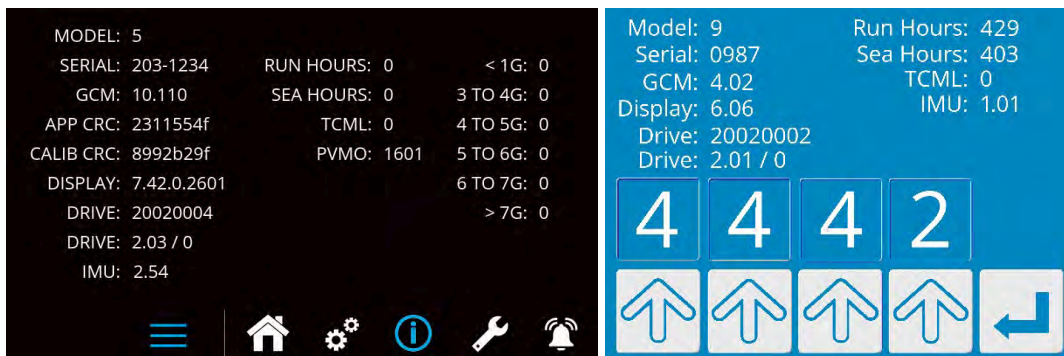 MODEL: 5
SERIAL: 203-1234
GCM: 10.110
APP CRC: 2311554f
CALIB CRC: 8992b29f
DISPLAY: 7.42.0.2601
DRIVE: 20020004
DRIVE: 2.03 / 0
IMU: 2.54
RUN HOURS: 0
SEA HOURS: 0
TCML: 0
PVMO: 1601
< 1G: 0
3 TO 4G: 0
4 TO 5G: 0
5 TO 6G: 0
6 TO 7G: 0
> 7G: 0
Model: 9
Serial: 0987
GCM: 4.02
Display: 6.06
Drive: 20020002
Drive: 2.01 / 0
Run Hours: 429
Sea Hours: 403
TCML: 0
IMU: 1.01
4 4 4 2